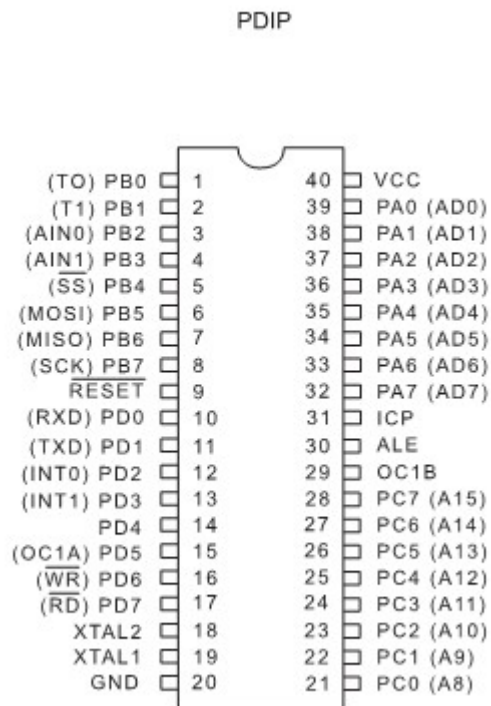 PDIP
(TO) PB0 1 40 VCC
(T1) PB1 2 39 PA0 (AD0)
(AIN0) PB2 3 38 PA1 (AD1)
(AIN1) PB3 4 37 PA2 (AD2)
(S̅S̅) PB4 5 36 PA3 (AD3)
(MOSI) PB5 6 35 PA4 (AD4)
(MISO) PB6 7 34 PA5 (AD5)
(SCK) PB7 8 33 PA6 (AD6)
R̅E̅S̅E̅T̅ 9 32 PA7 (AD7)
(RXD) PD0 10 31 ICP
(TXD) PD1 11 30 ALE
(INT0) PD2 12 29 OC1B
(INT1) PD3 13 28 PC7 (A15)
PD4 14 27 PC6 (A14)
(OC1A) PD5 15 26 PC5 (A13)
(W̅R̅) PD6 16 25 PC4 (A12)
(R̅D̅) PD7 17 24 PC3 (A11)
XTAL2 18 23 PC2 (A10)
XTAL1 19 22 PC1 (A9)
GND 20 21 PC0 (A8)